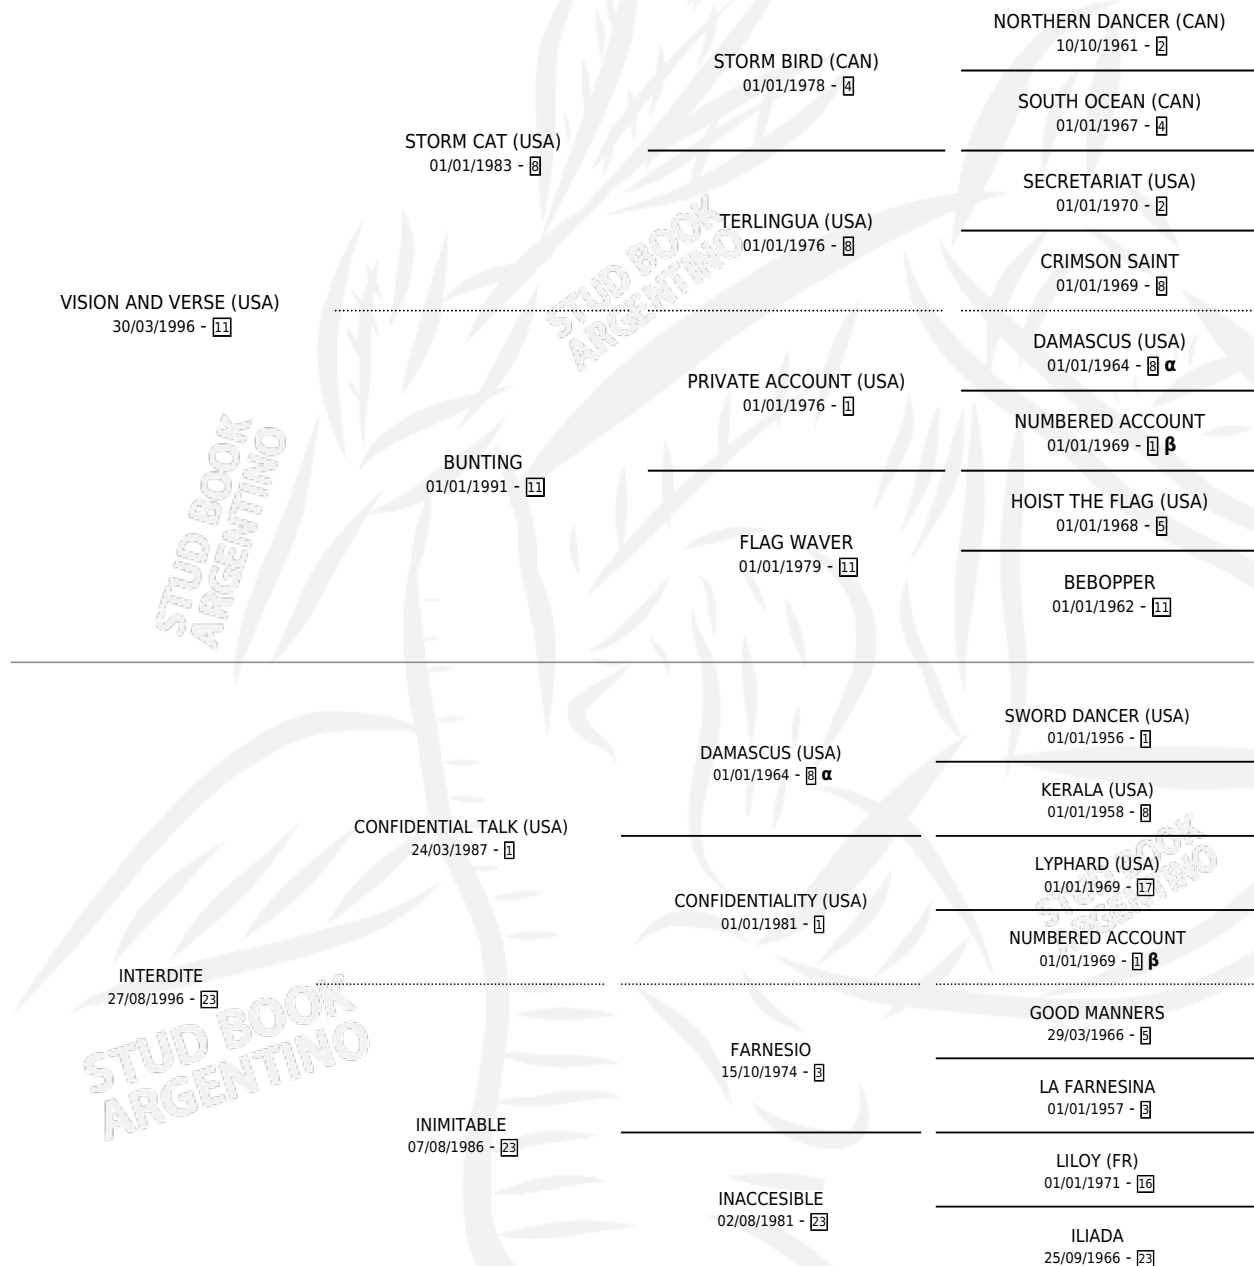 NORTHERN DANCER (CAN)
10/10/1961 - 2
STORM BIRD (CAN)
01/01/1978 - 4
SOUTH OCEAN (CAN)
01/01/1967 - 4
STORM CAT (USA)
01/01/1983 - 8
SECRETARIAT (USA)
01/01/1970 - 2
TERLINGUA (USA)
01/01/1976 - 8
CRIMSON SAINT
01/01/1969 - 8
VISION AND VERSE (USA)
30/03/1996 - 11
DAMASCUS (USA)
01/01/1964 - 8 α
PRIVATE ACCOUNT (USA)
01/01/1976 - 1
NUMBERED ACCOUNT
01/01/1969 - 1 β
BUNTING
01/01/1991 - 11
HOIST THE FLAG (USA)
01/01/1968 - 5
FLAG WAVER
01/01/1979 - 11
BEBOPPER
01/01/1962 - 11
SWORD DANCER (USA)
01/01/1956 - 1
DAMASCUS (USA)
01/01/1964 - 8 α
KERALA (USA)
01/01/1958 - 8
CONFIDENTIAL TALK (USA)
24/03/1987 - 1
LYPHARD (USA)
01/01/1969 - 17
CONFIDENTIALITY (USA)
01/01/1981 - 1
NUMBERED ACCOUNT
01/01/1969 - 1 β
INTERDITE
27/08/1996 - 23
GOOD MANNERS
29/03/1966 - 5
FARNESIO
15/10/1974 - 3
LA FARNESINA
01/01/1957 - 3
INIMITABLE
07/08/1986 - 23
LILOY (FR)
01/01/1971 - 16
INACCESIBLE
02/08/1981 - 23
ILIADA
25/09/1966 - 23
STUD BOOK
ARGENTINO
STUD BOOK
ARGENTINO
STUD BOOK
ARGENTINO
STUD BOOK
ARGENTINO